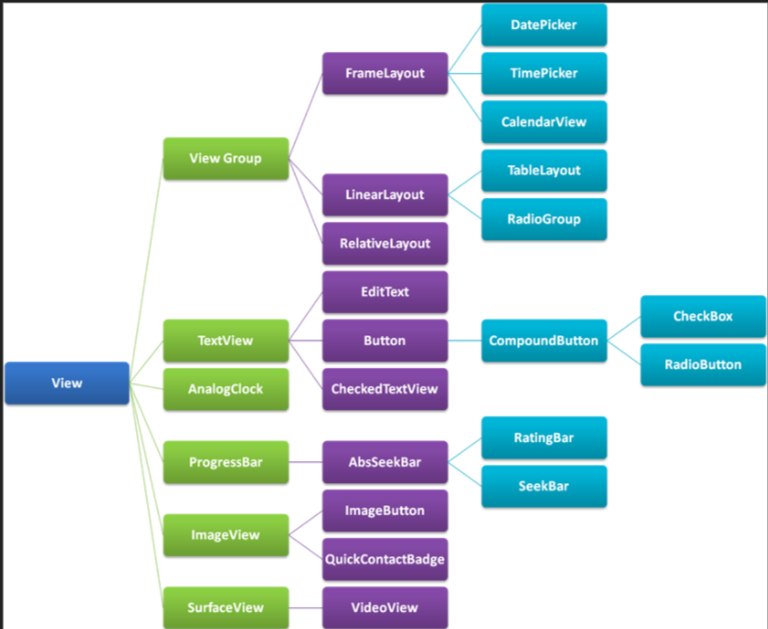 DatePicker
FrameLayout
TimePicker
CalendarView
View Group
TableLayout
LinearLayout
RadioGroup
RelativeLayout
EditText
CheckBox
TextView
Button
CompoundButton
RadioButton
View
AnalogClock
CheckedTextView
RatingBar
ProgressBar
AbsSeekBar
SeekBar
ImageButton
ImageView
QuickContactBadge
SurfaceView
VideoView